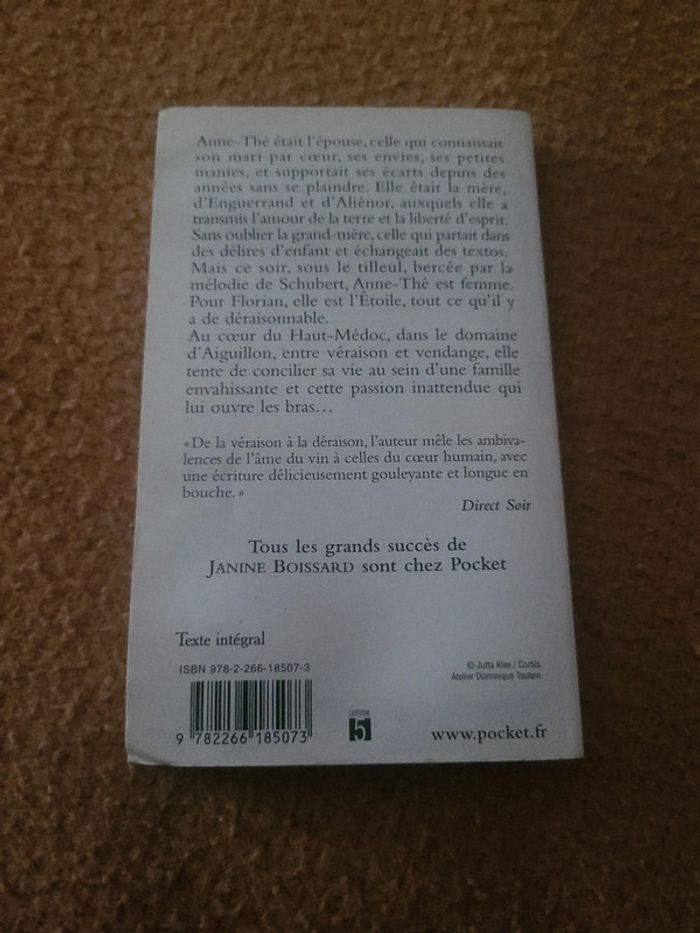 Anne-Thé était l'épouse, celle qui connaissait
son mari par cœur, ses envies, ses petites
manies, et supportait ses écarts depuis des
années sans se plaindre. Elle était la mère,
d'Enguerrand et d'Aliénor, auxquels elle a
transmis l'amour de la terre et la liberté d'esprit.
Sans oublier la grand-mère, celle qui partait dans
des délires d'enfant et échangeait des textos.
Mais ce soir, sous le tilleul, bercée par la
mélodie de Schubert, Anne-Thé est femme.
Pour Florian, elle est l'Étoile, tout ce qu'il y
a de déraisonnable.
Au cœur du Haut-Médoc, dans le domaine
d'Aiguillon, entre véraison et vendange, elle
tente de concilier sa vie au sein d'une famille
envahissante et cette passion inattendue qui
lui ouvre les bras…
« De la véraison à la déraison, l'auteur mêle les ambiva-
lences de l'âme du vin à celles du cœur humain, avec
une écriture délicieusement gouleyante et longue en
bouche. »
Direct Soir
Tous les grands succès de
JANINE BOISSARD sont chez Pocket
Texte intégral
ISBN 978-2-266-18507-3
© Jutta Klee / Corbis.
Atelier Dominique Toutain.
9 782266 185073
5
www.pocket.fr